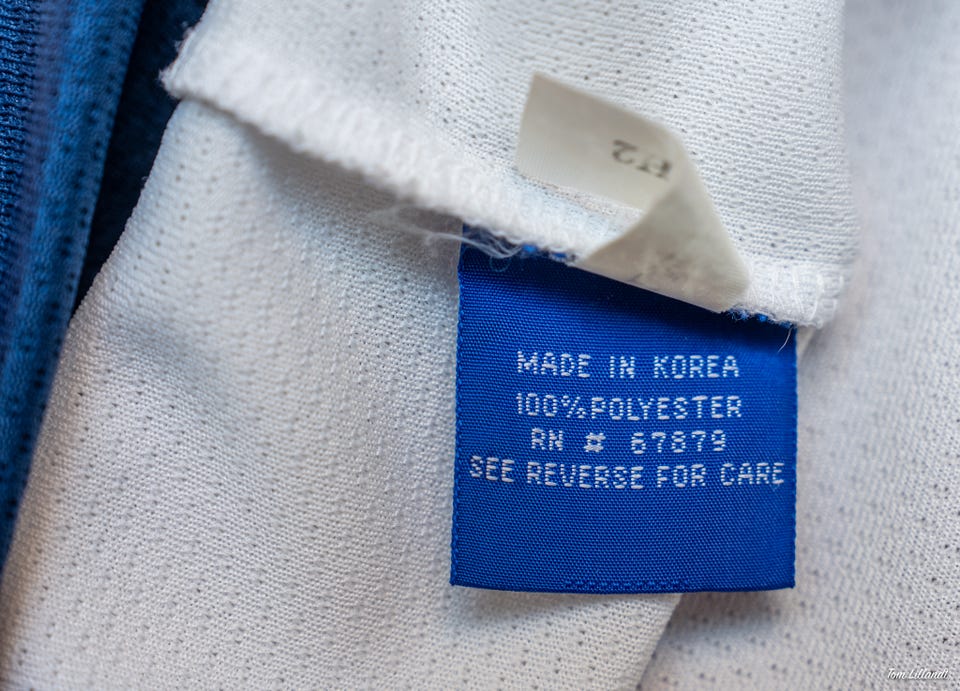 MADE IN KOREA
100%POLYESTER
RN # 67879
SEE REVERSE FOR CARE